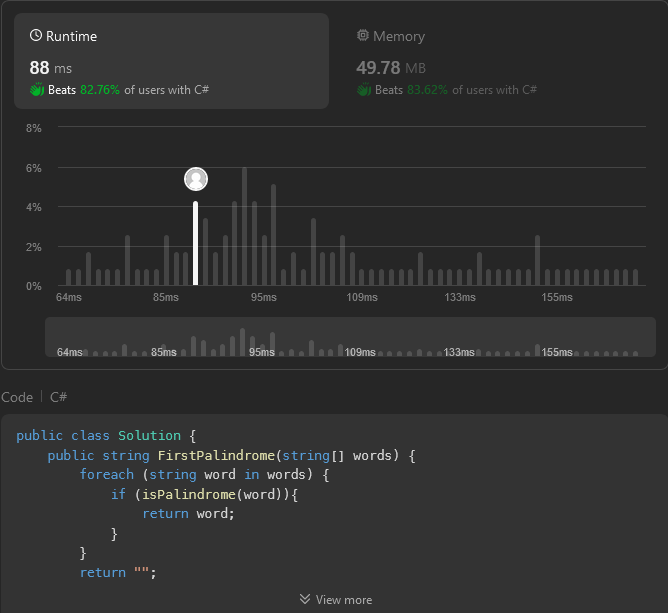 Runtime
Memory
88 ms
49.78 MB
Beats 82.76% of users with C#
Beats 83.62% of users with C#
8%
6%
4%
2%
0%
64ms 85ms 95ms 109ms 133ms 155ms
64ms 85ms 95ms 109ms 133ms 155ms
Code | C#
public class Solution {
    public string FirstPalindrome(string[] words) {
        foreach (string word in words) {
            if (isPalindrome(word)){
                return word;
            }
        }
        return "";
View more